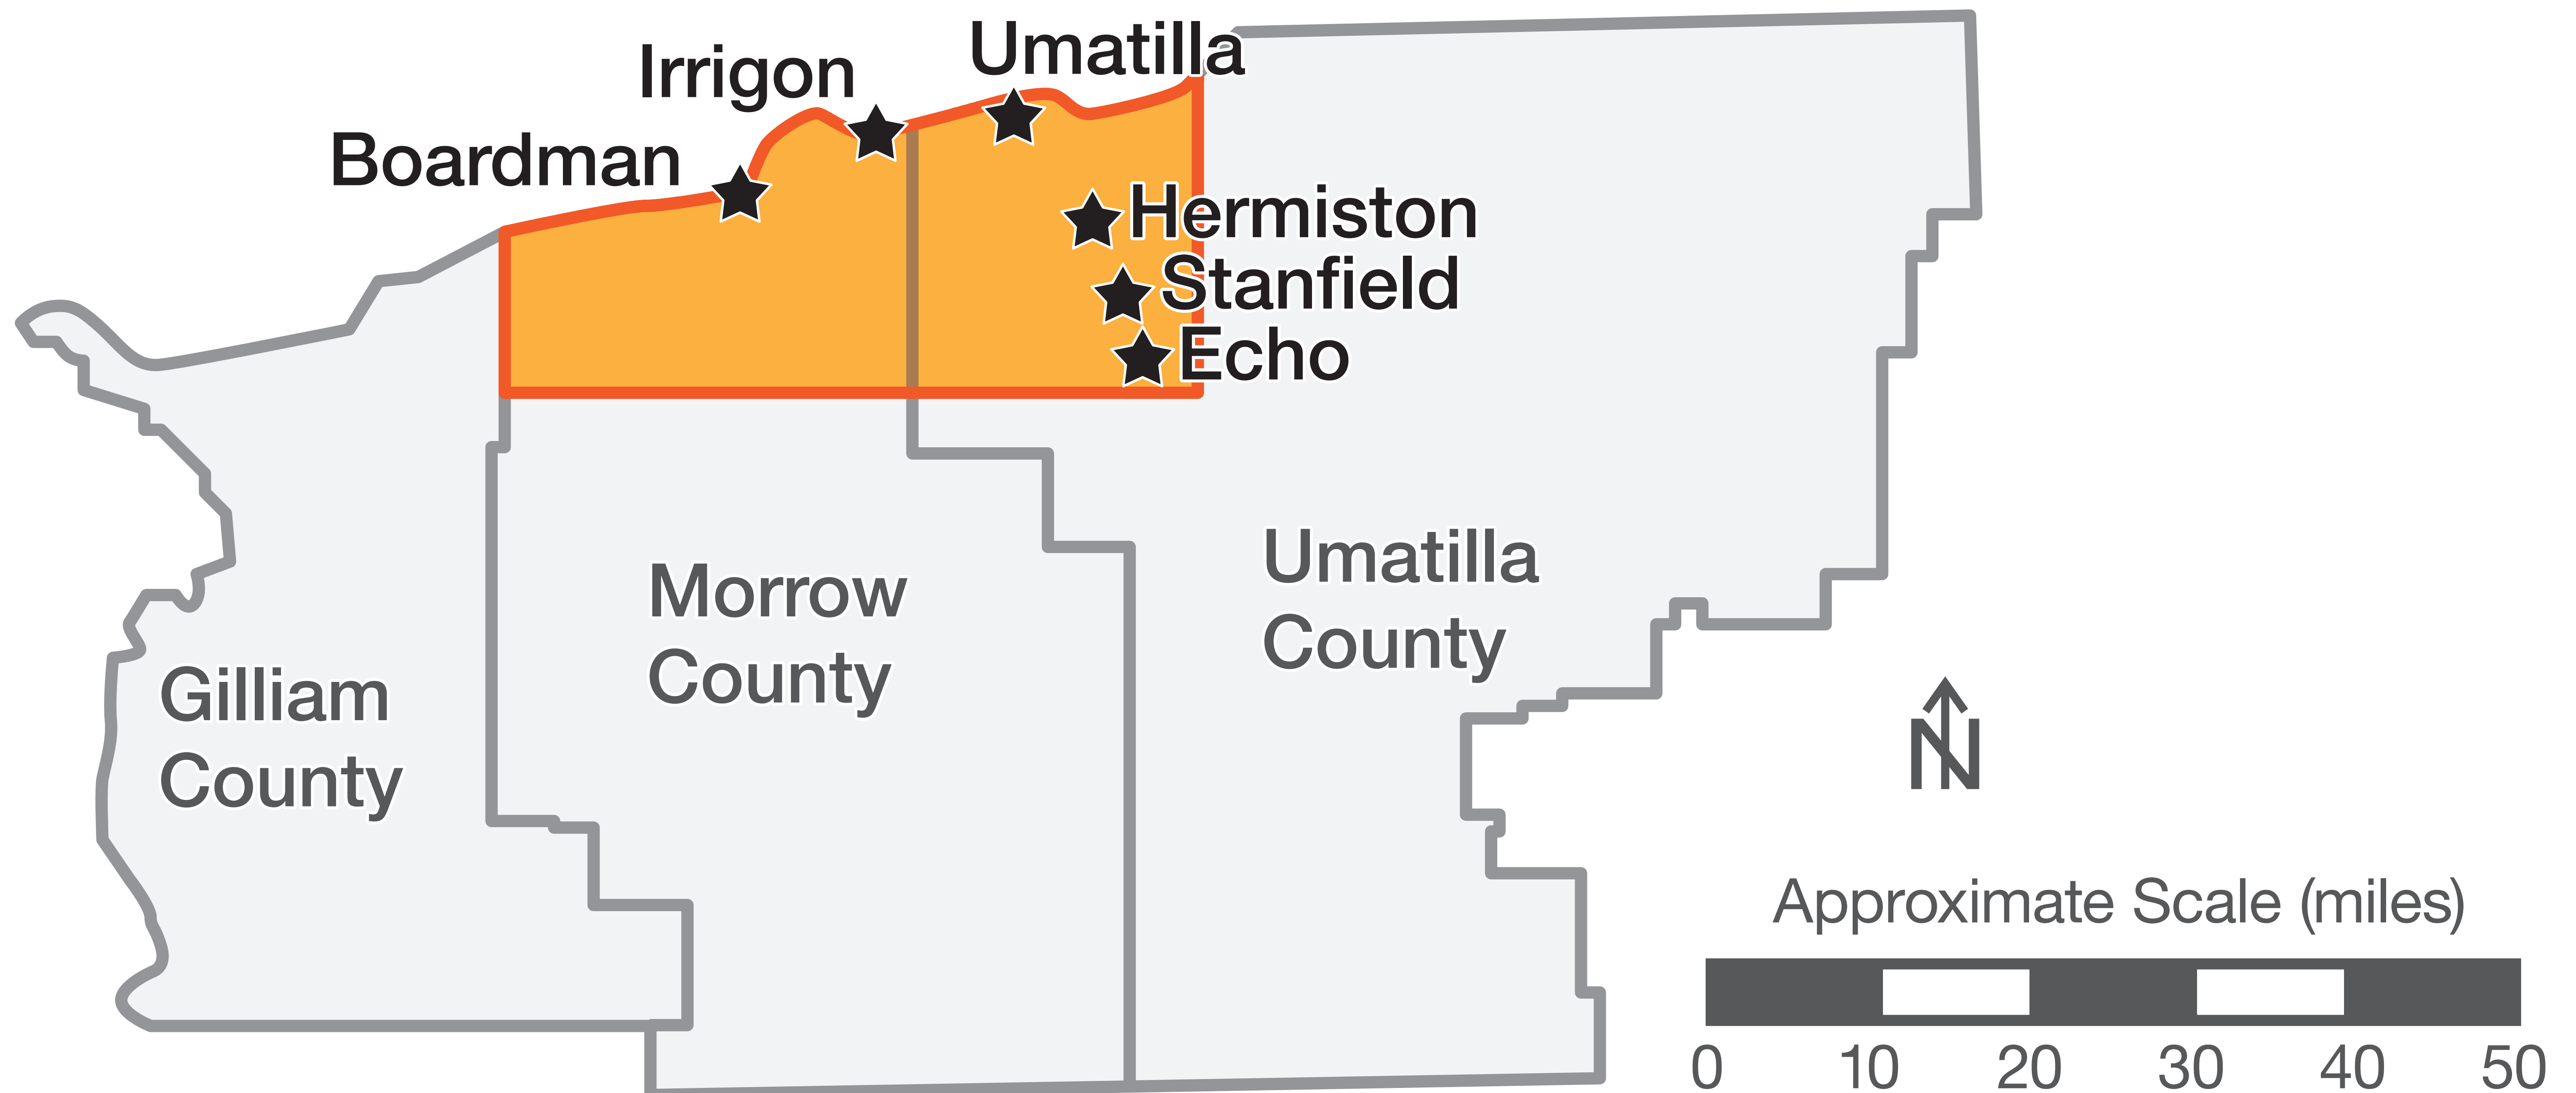 Umatilla
Irrigon
Boardman
Hermiston
Stanfield
Echo
Umatilla
County
Morrow
County
Gilliam
County
N
Approximate Scale (miles)
0 10 20 30 40 50